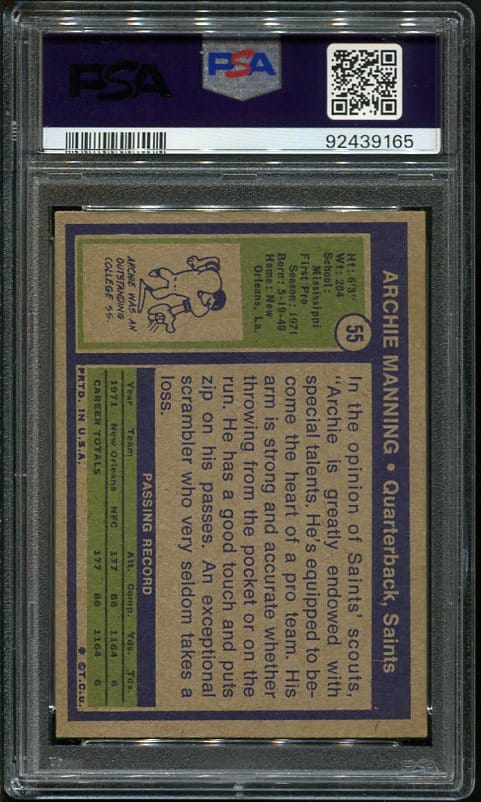 PSA
PSA
92439165
55
ARCHIE MANNING • Quarterback, Saints
Ht: 6'3"
Wt: 204
School:
Mississippi
First Pro
Season: 1971
Born: 5-19-49
Home: New
Orleans, La.
ARCHIE WAS AN
OUTSTANDING
COLLEGE SS.
In the opinion of Saints' scouts,
"Archie is greatly endowed with
special talents. He's equipped to be-
come the heart of a pro team. His
arm is strong and accurate whether
throwing from the pocket or on the
run. He has a good touch and puts
zip on his passes. An exceptional
scrambler who very seldom takes a
loss.
PASSING RECORD
Year Team Att. Comp. Yds. Tds.
1971 New Orleans NFC 177 86 1164 6
CAREER TOTALS 177 86 1164 6
PRTD. IN U.S.A. * © T.C.G.
PSA